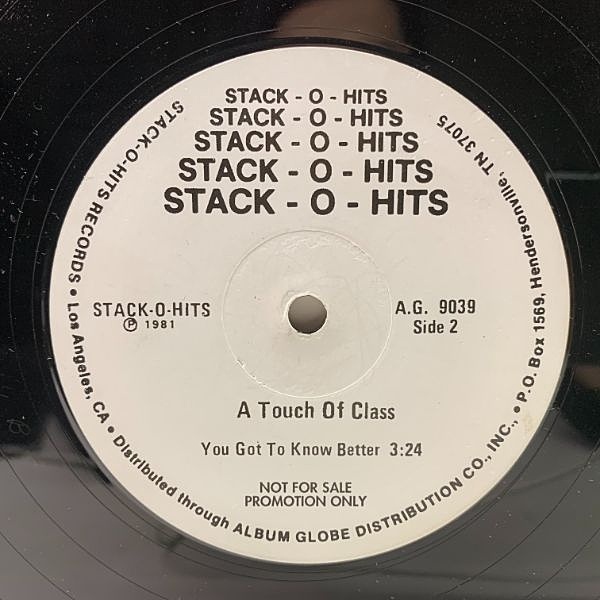 STACK - O - HITS
STACK - O - HITS
STACK - O - HITS
STACK - O - HITS
STACK - O - HITS
STACK-O-HITS
℗ 1981
A.G. 9039
Side 2
A Touch Of Class
You Got To Know Better 3:24
NOT FOR SALE
PROMOTION ONLY
STACK-O-HITS RECORDS • Los Angeles, CA • Distributed through ALBUM GLOBE DISTRIBUTION CO., INC., • P.O. Box 1569, Hendersonville, TN 37075